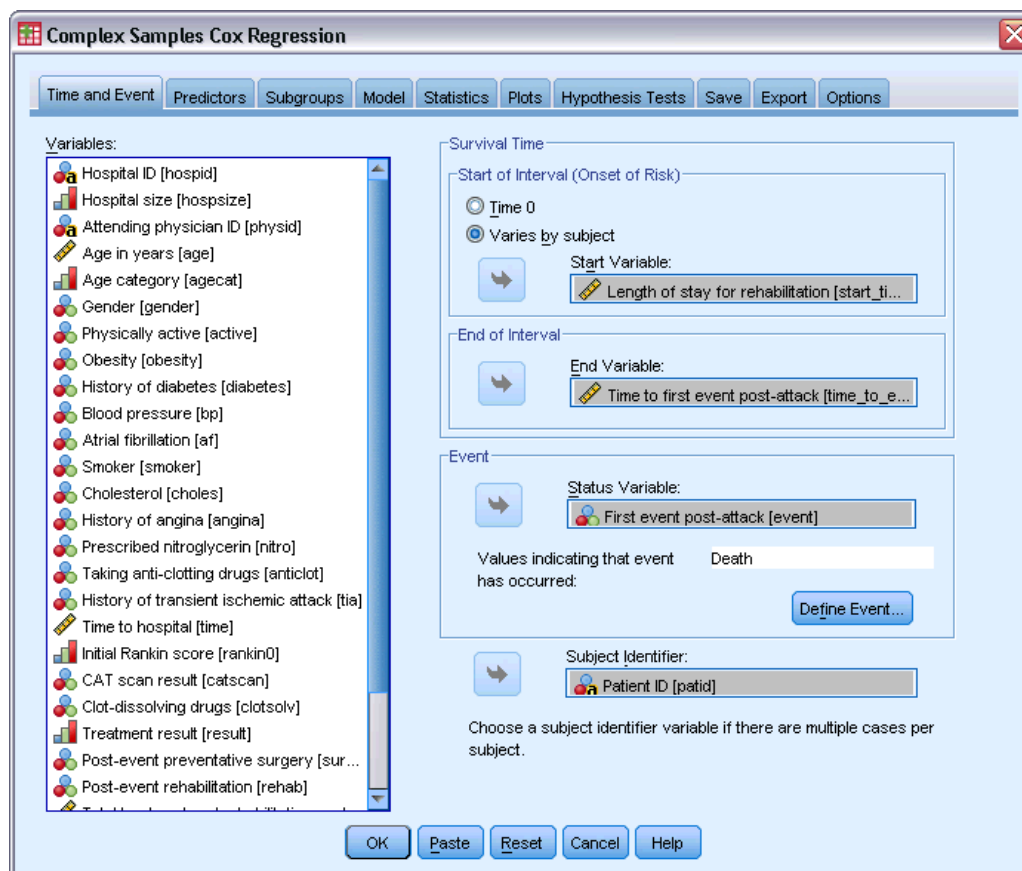 Complex Samples Cox Regression
Time and Event Predictors Subgroups Model Statistics Plots Hypothesis Tests Save Export Options
Variables:
Hospital ID [hospid]
Hospital size [hospsize]
Attending physician ID [physid]
Age in years [age]
Age category [agecat]
Gender [gender]
Physically active [active]
Obesity [obesity]
History of diabetes [diabetes]
Blood pressure [bp]
Atrial fibrillation [af]
Smoker [smoker]
Cholesterol [choles]
History of angina [angina]
Prescribed nitroglycerin [nitro]
Taking anti-clotting drugs [anticlot]
History of transient ischemic attack [tia]
Time to hospital [time]
Initial Rankin score [rankin0]
CAT scan result [catscan]
Clot-dissolving drugs [clotsolv]
Treatment result [result]
Post-event preventative surgery [sur...
Post-event rehabilitation [rehab]
Survival Time
Start of Interval (Onset of Risk)
Time 0
Varies by subject
Start Variable:
Length of stay for rehabilitation [start_ti...
End of Interval
End Variable:
Time to first event post-attack [time_to_e...
Event
Status Variable:
First event post-attack [event]
Values indicating that event
has occurred:
Death
Define Event...
Subject Identifier:
Patient ID [patid]
Choose a subject identifier variable if there are multiple cases per
subject.
OK Paste Reset Cancel Help